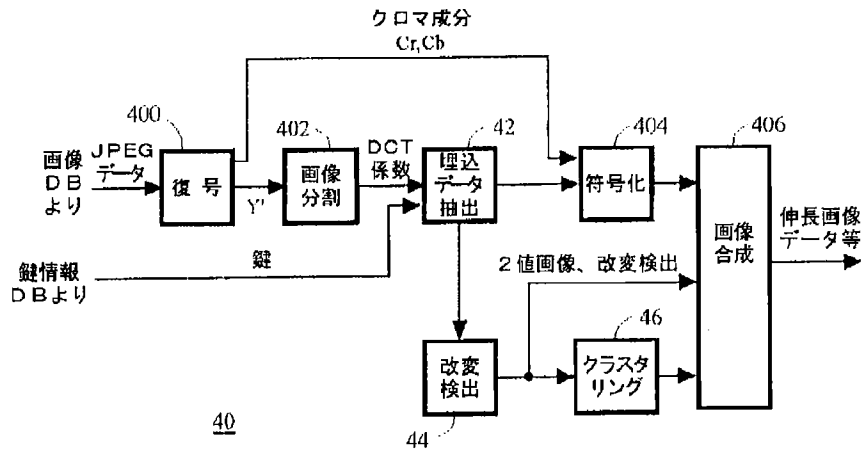 クロマ成分
Cr,Cb
400
402
42
404
406
画像
DB
より
JPEG
データ
復号
Y'
画像
分割
DCT
係数
埋込
データ
抽出
符号化
画像
合成
伸長画像
データ等
鍵情報
DBより
鍵
2値画像、改変検出
46
改変
検出
クラスタ
リング
40
44